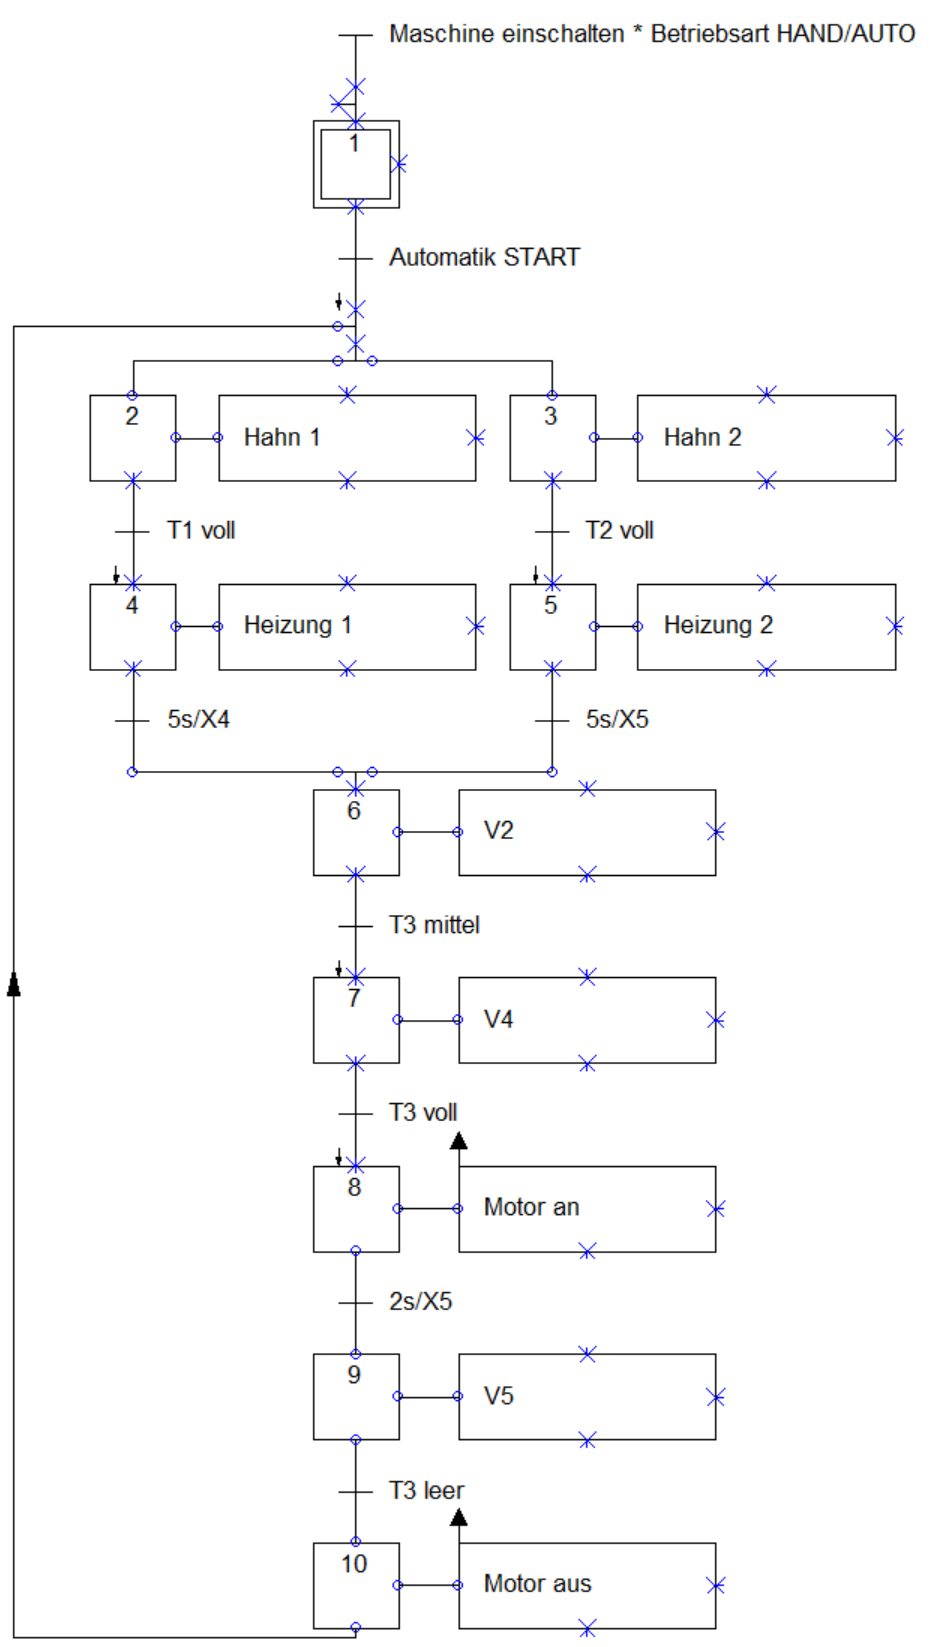 Maschine einschalten * Betriebsart HAND/AUTO
1
Automatik START
2
Hahn 1
3
Hahn 2
T1 voll
T2 voll
4
Heizung 1
5
Heizung 2
5s/X4
5s/X5
6
V2
T3 mittel
7
V4
T3 voll
8
Motor an
2s/X5
9
V5
T3 leer
10
Motor aus